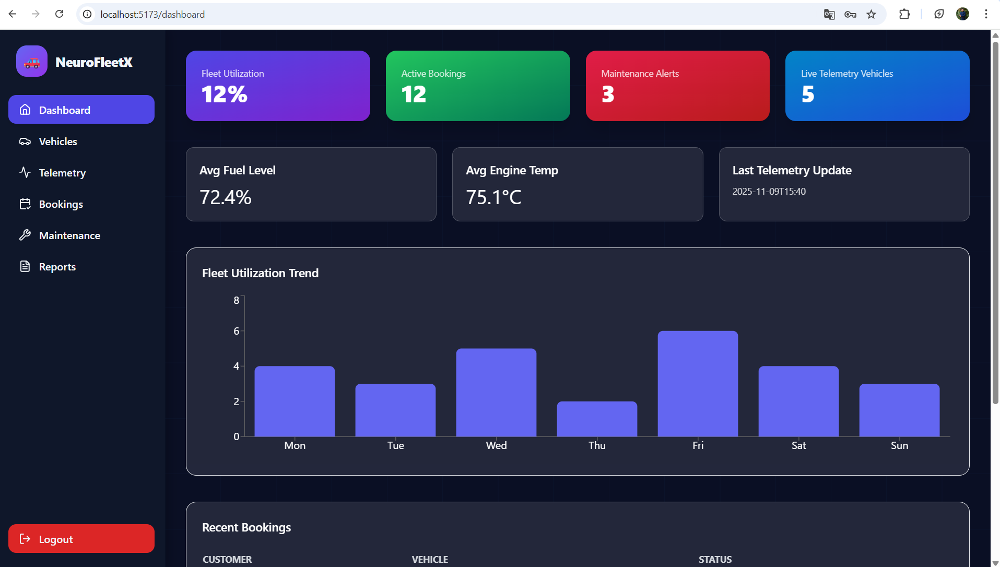 localhost:5173/dashboard
NeuroFleetX
Dashboard
Vehicles
Telemetry
Bookings
Maintenance
Reports
Logout
Fleet Utilization
12%
Active Bookings
12
Maintenance Alerts
3
Live Telemetry Vehicles
5
Avg Fuel Level
72.4%
Avg Engine Temp
75.1°C
Last Telemetry Update
2025-11-09T15:40
Fleet Utilization Trend
8
6
4
2
0
Mon Tue Wed Thu Fri Sat Sun
Recent Bookings
CUSTOMER VEHICLE STATUS